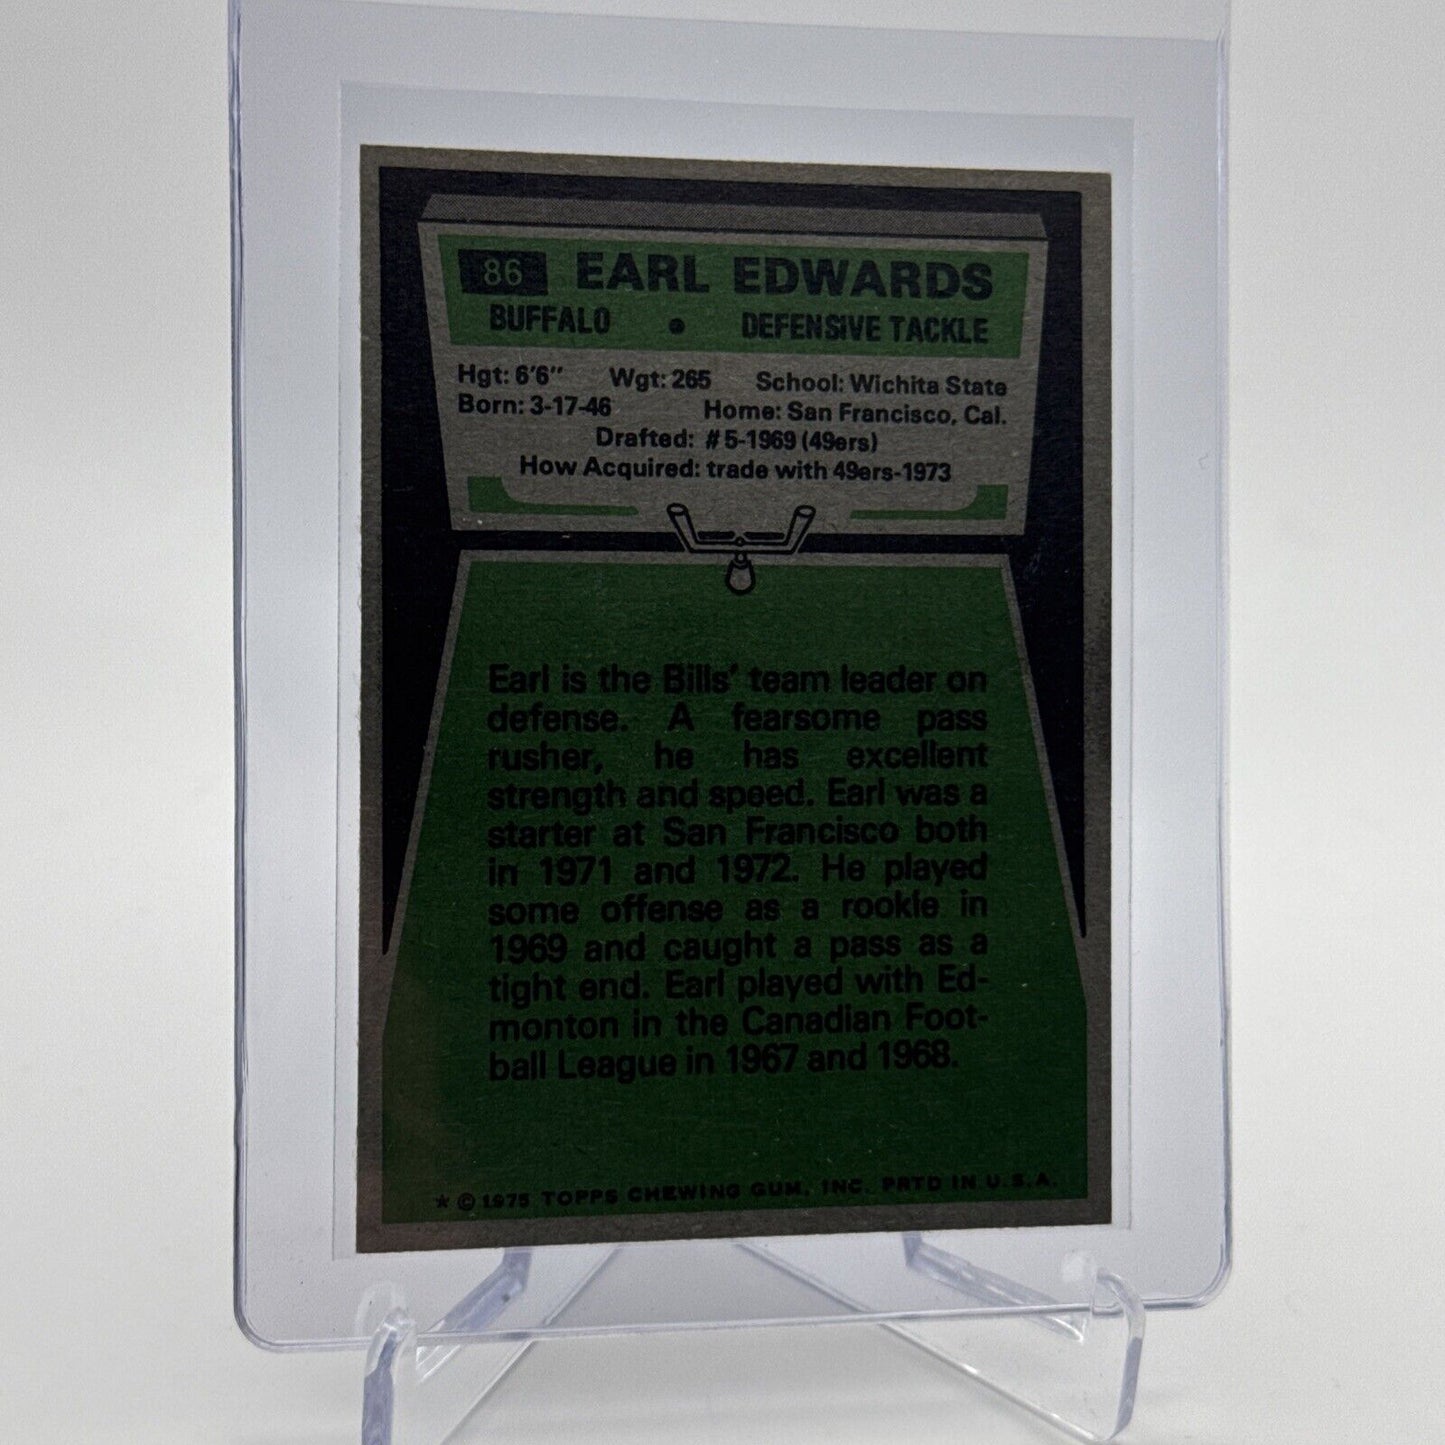 86 EARL EDWARDS
BUFFALO • DEFENSIVE TACKLE
Hgt: 6'6" Wgt: 265 School: Wichita State
Born: 3-17-46 Home: San Francisco, Cal.
Drafted: #5-1969 (49ers)
How Acquired: trade with 49ers-1973
Earl is the Bills' team leader on
defense. A fearsome pass
rusher, he has excellent
strength and speed. Earl was a
starter at San Francisco both
in 1971 and 1972. He played
some offense as a rookie in
1969 and caught a pass as a
tight end. Earl played with Ed-
monton in the Canadian Foot-
ball League in 1967 and 1968.
★ © 1975 TOPPS CHEWING GUM, INC. PRTD IN U.S.A.